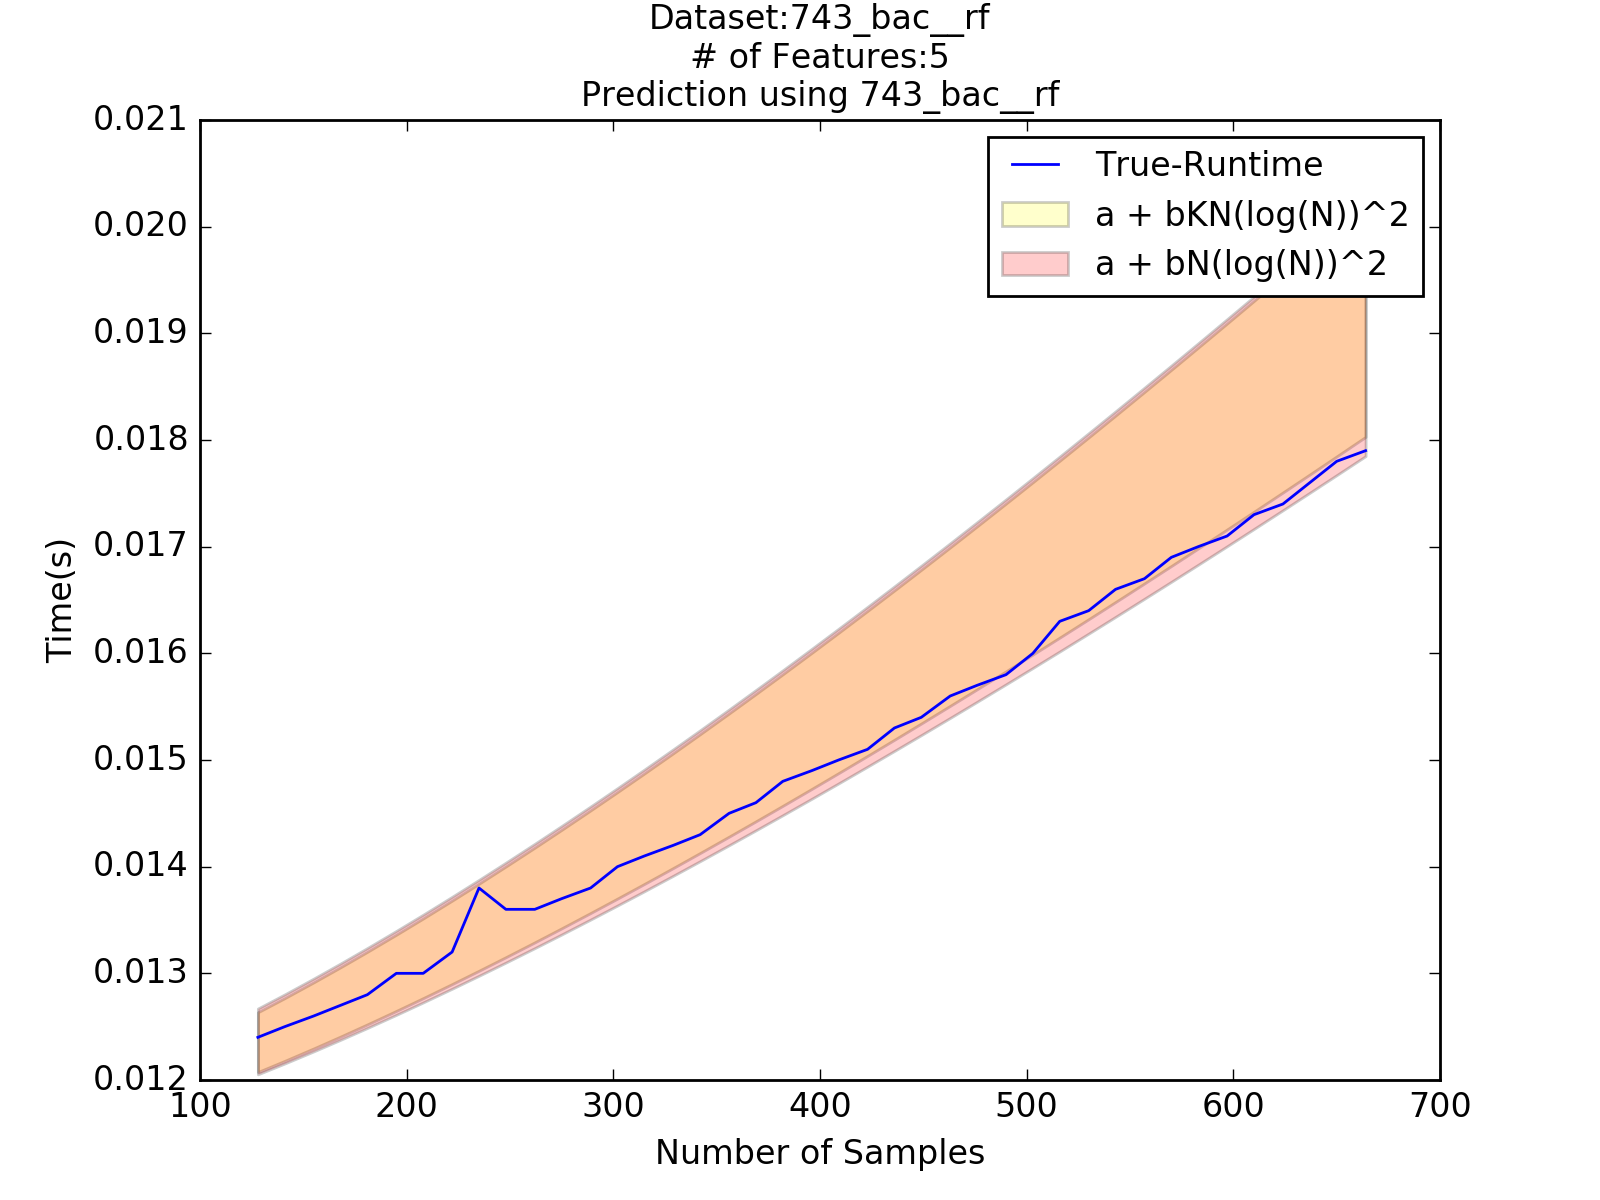 Dataset:743_bac__rf
# of Features:5
Prediction using 743_bac__rf
0.021
0.020
0.019
0.018
0.017
0.016
0.015
0.014
0.013
0.012
Time(s)
True-Runtime
a + bKN(log(N))^2
a + bN(log(N))^2
100 200 300 400 500 600 700
Number of Samples